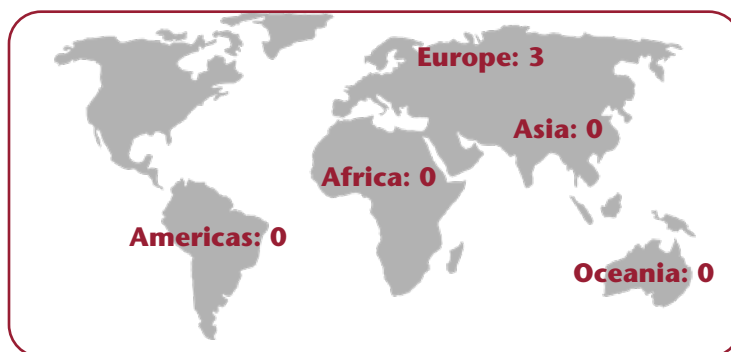 Europe: 3
Asia: 0
Africa: 0
Americas: 0
Oceania: 0